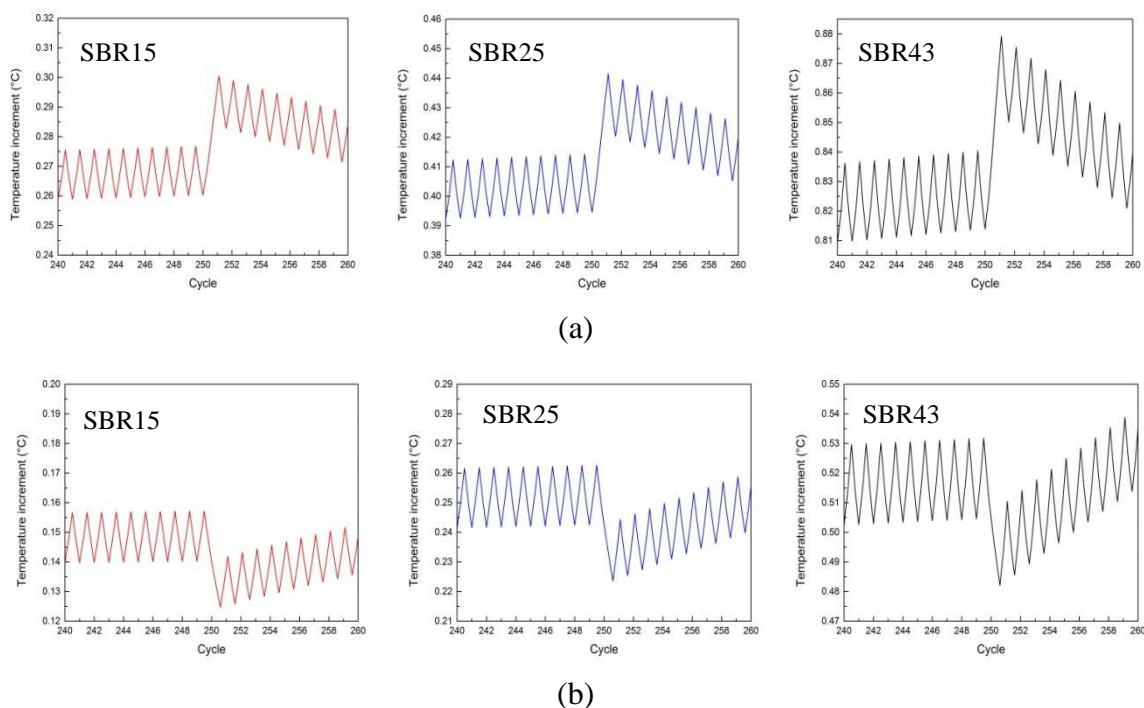 SBR15
0.32
0.31
0.30
0.29
0.28
0.27
0.26
0.25
0.24
Temperature increment (°C)
240 242 244 246 248 250 252 254 256 258 260
Cycle
SBR25
0.46
0.45
0.44
0.43
0.42
0.41
0.40
0.39
0.38
Temperature increment (°C)
240 242 244 246 248 250 252 254 256 258 260
Cycle
SBR43
0.88
0.87
0.86
0.85
0.84
0.83
0.82
0.81
Temperature increment (°C)
240 242 244 246 248 250 252 254 256 258 260
Cycle
(a)
SBR15
0.20
0.19
0.18
0.17
0.16
0.15
0.14
0.13
0.12
Temperature increment (°C)
240 242 244 246 248 250 252 254 256 258 260
Cycle
SBR25
0.29
0.28
0.27
0.26
0.25
0.24
0.23
0.22
0.21
Temperature increment (°C)
240 242 244 246 248 250 252 254 256 258 260
Cycle
SBR43
0.55
0.54
0.53
0.52
0.51
0.50
0.49
0.48
0.47
Temperature increment (°C)
240 242 244 246 248 250 252 254 256 258 260
Cycle
(b)